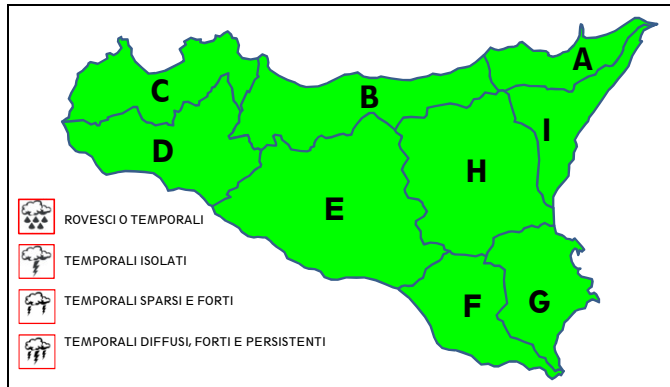 A
C
B
I
D
H
E
ROVESCI O TEMPORALI
TEMPORALI ISOLATI
TEMPORALI SPARSI E FORTI
F
G
TEMPORALI DIFFUSI, FORTI E PERSISTENTI